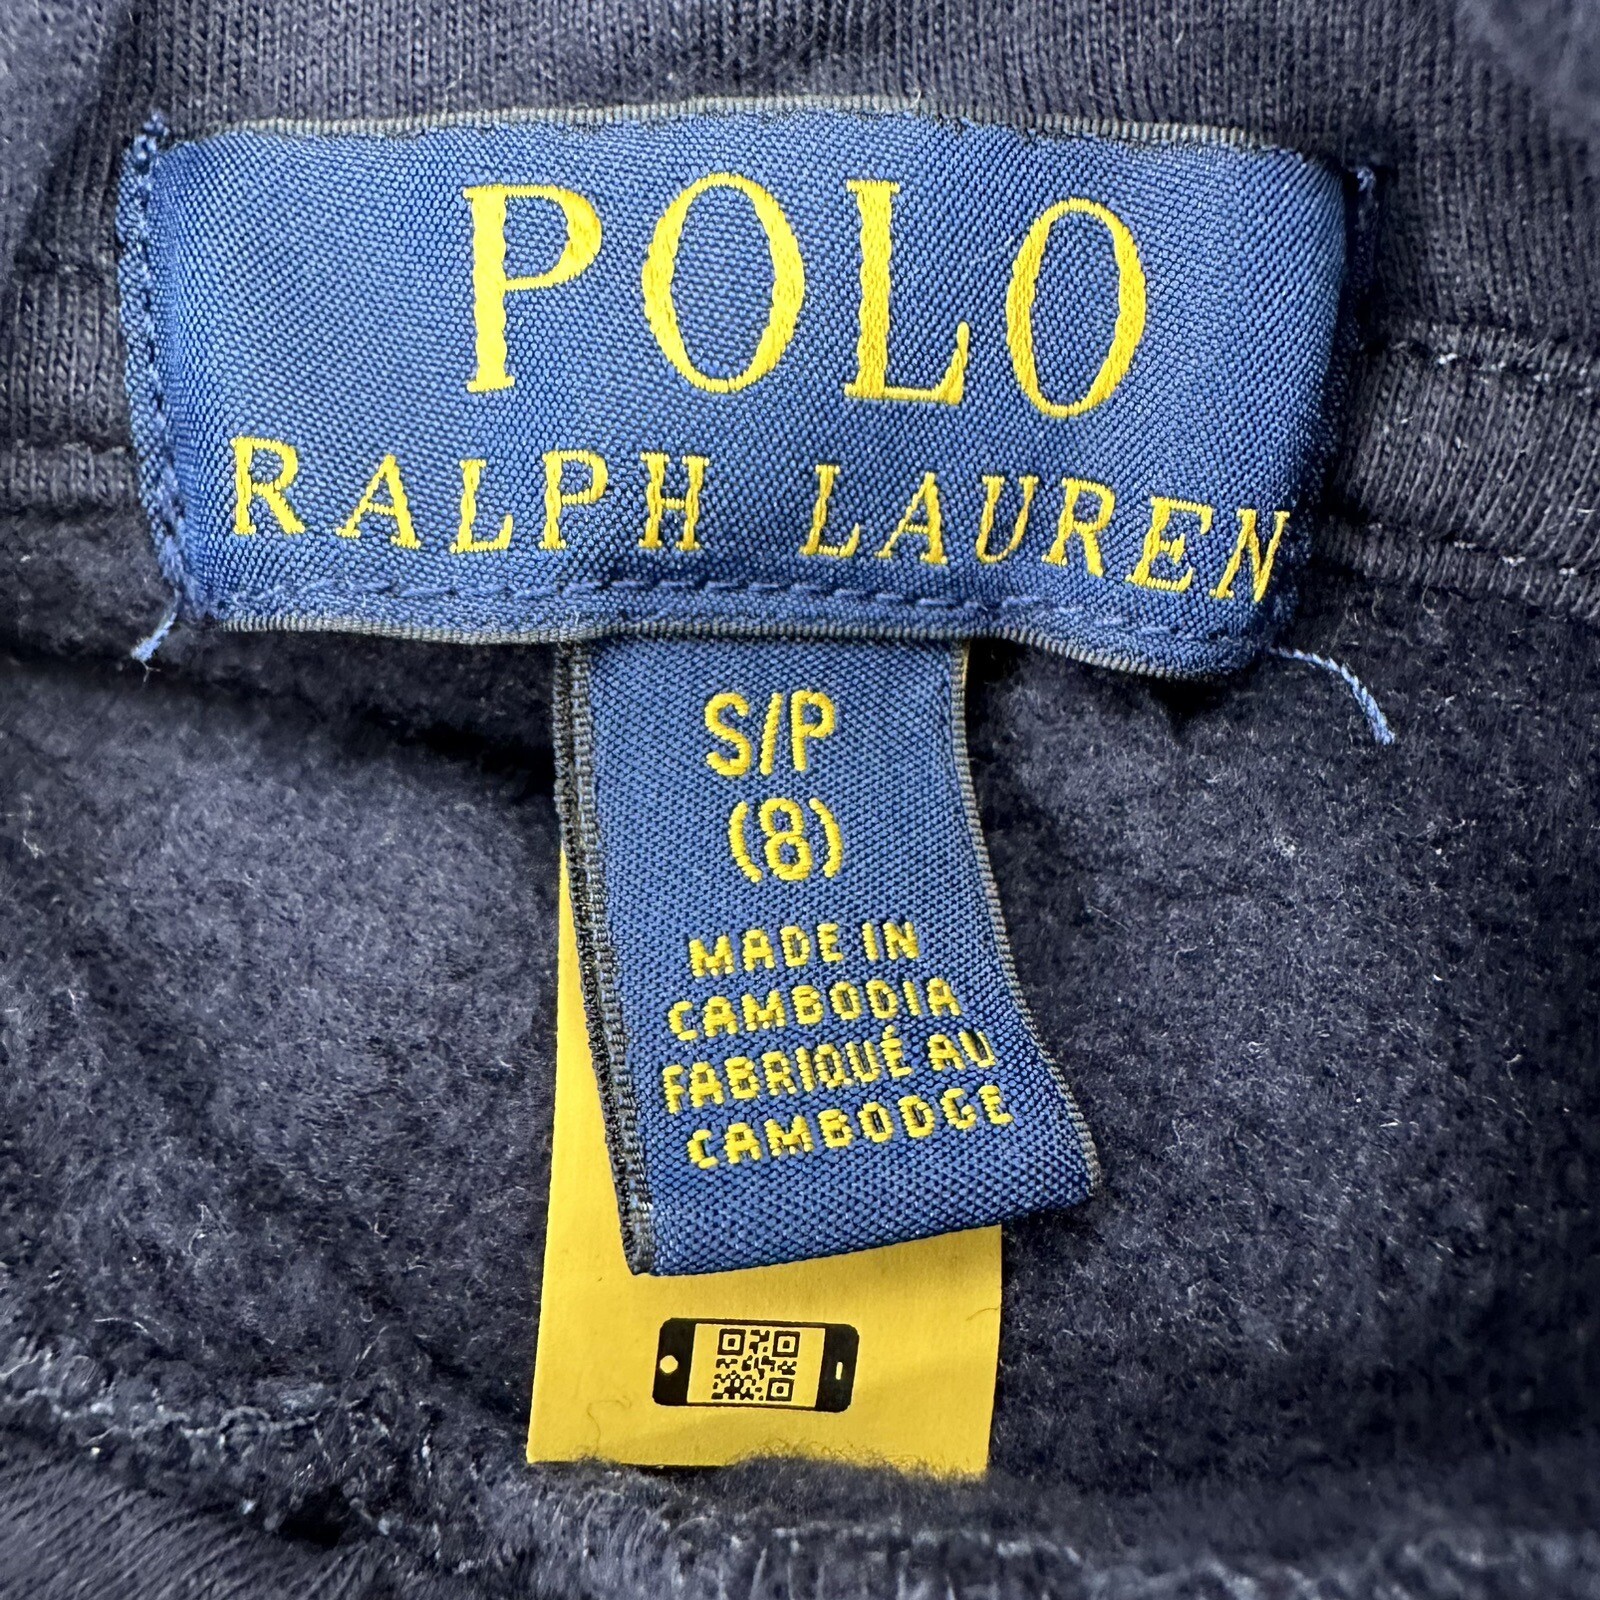 POLO
RALPH LAUREN
S/P
(8)
MADE IN
CAMBODIA
FABRIQUÉ AU
CAMBODGE